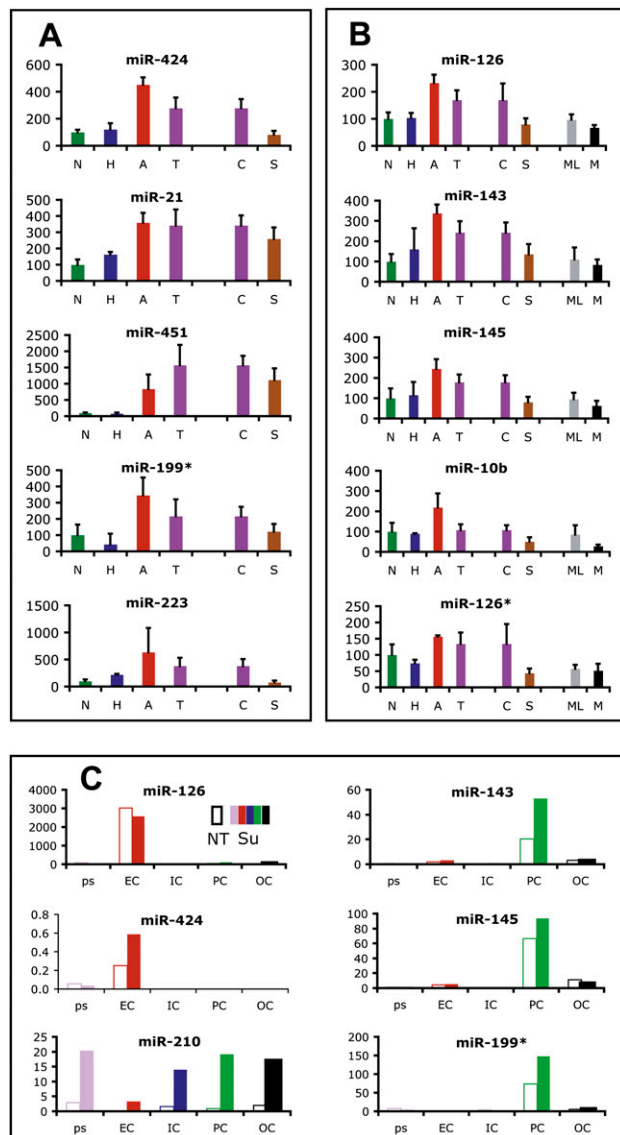 A
miR-424
600
400
200
0
N H A T C S
miR-21
400
300
200
100
0
N H A T C S
miR-451
2500
2000
1500
1000
500
0
N H A T C S
miR-199*
500
400
300
200
100
0
N H A T C S
miR-223
1500
1000
500
0
N H A T C S
B
miR-126
300
200
100
0
N H A T C S ML M
miR-143
400
300
200
100
0
N H A T C S ML M
miR-145
400
300
200
100
0
N H A T C S ML M
miR-10b
400
300
200
100
0
N H A T C S ML M
miR-126*
250
200
150
100
50
0
N H A T C S ML M
C
miR-126
4000
3000
2000
1000
0
NT Su
ps EC IC PC OC
miR-143
60
40
20
0
ps EC IC PC OC
miR-424
0.8
0.6
0.4
0.2
0.0
ps EC IC PC OC
miR-145
100
80
60
40
20
0
ps EC IC PC OC
miR-210
25
20
15
10
5
0
ps EC IC PC OC
miR-199*
200
150
100
50
0
ps EC IC PC OC